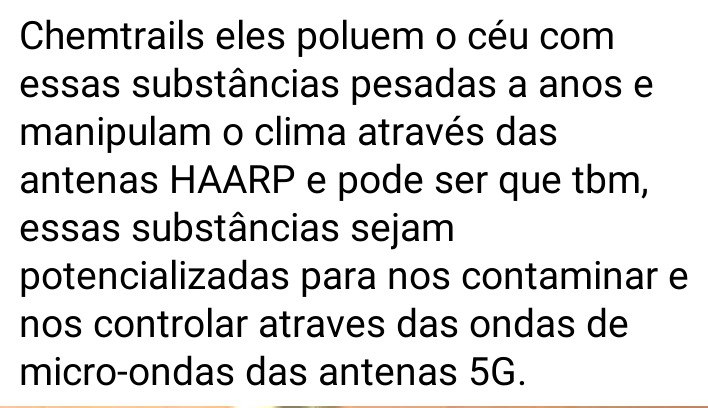 Chemtrails eles poluem o céu com
essas substâncias pesadas a anos e
manipulam o clima através das
antenas HAARP e pode ser que tbm,
essas substâncias sejam
potencializadas para nos contaminar e
nos controlar atraves das ondas de
micro-ondas das antenas 5G.